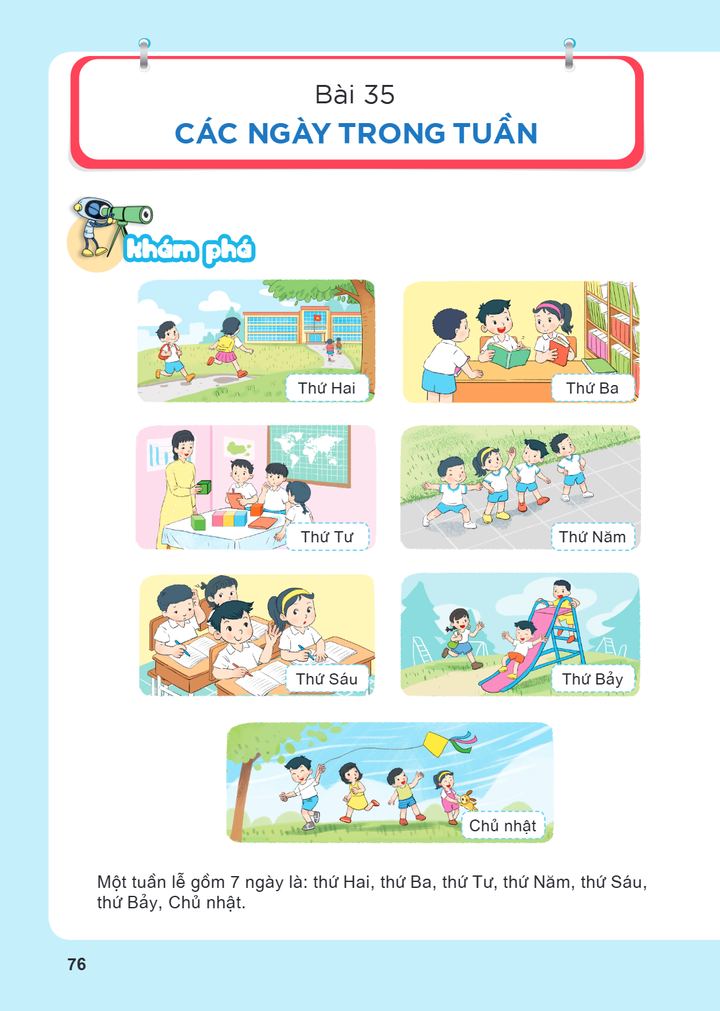 Bài 35
CÁC NGÀY TRONG TUẦN
Khám phá
Thứ Hai
Thứ Ba
Thứ Tư
Thứ Năm
Thứ Sáu
Thứ Bảy
Chủ nhật
Một tuần lễ gồm 7 ngày là: thứ Hai, thứ Ba, thứ Tư, thứ Năm, thứ Sáu,
thứ Bảy, Chủ nhật.
76